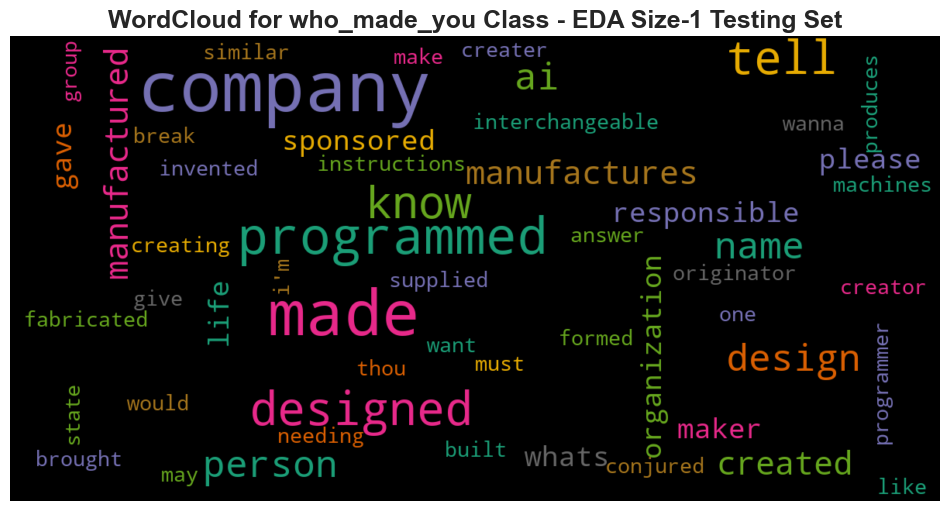 WordCloud for who_made_you Class - EDA Size-1 Testing Set
group
manufactured
similar
company
make
creater
ai
tell
produces
gave
break
sponsored
interchangeable
wanna
invented
instructions
manufactures
please
machines
know
responsible
programmed
answer
name
creating
i'm
supplied
organization
originator
creator
give
life
made
fabricated
one
want
formed
thou
must
design
programmer
state
would
designed
needing
maker
brought
may
person
built
whats
conjured
created
like